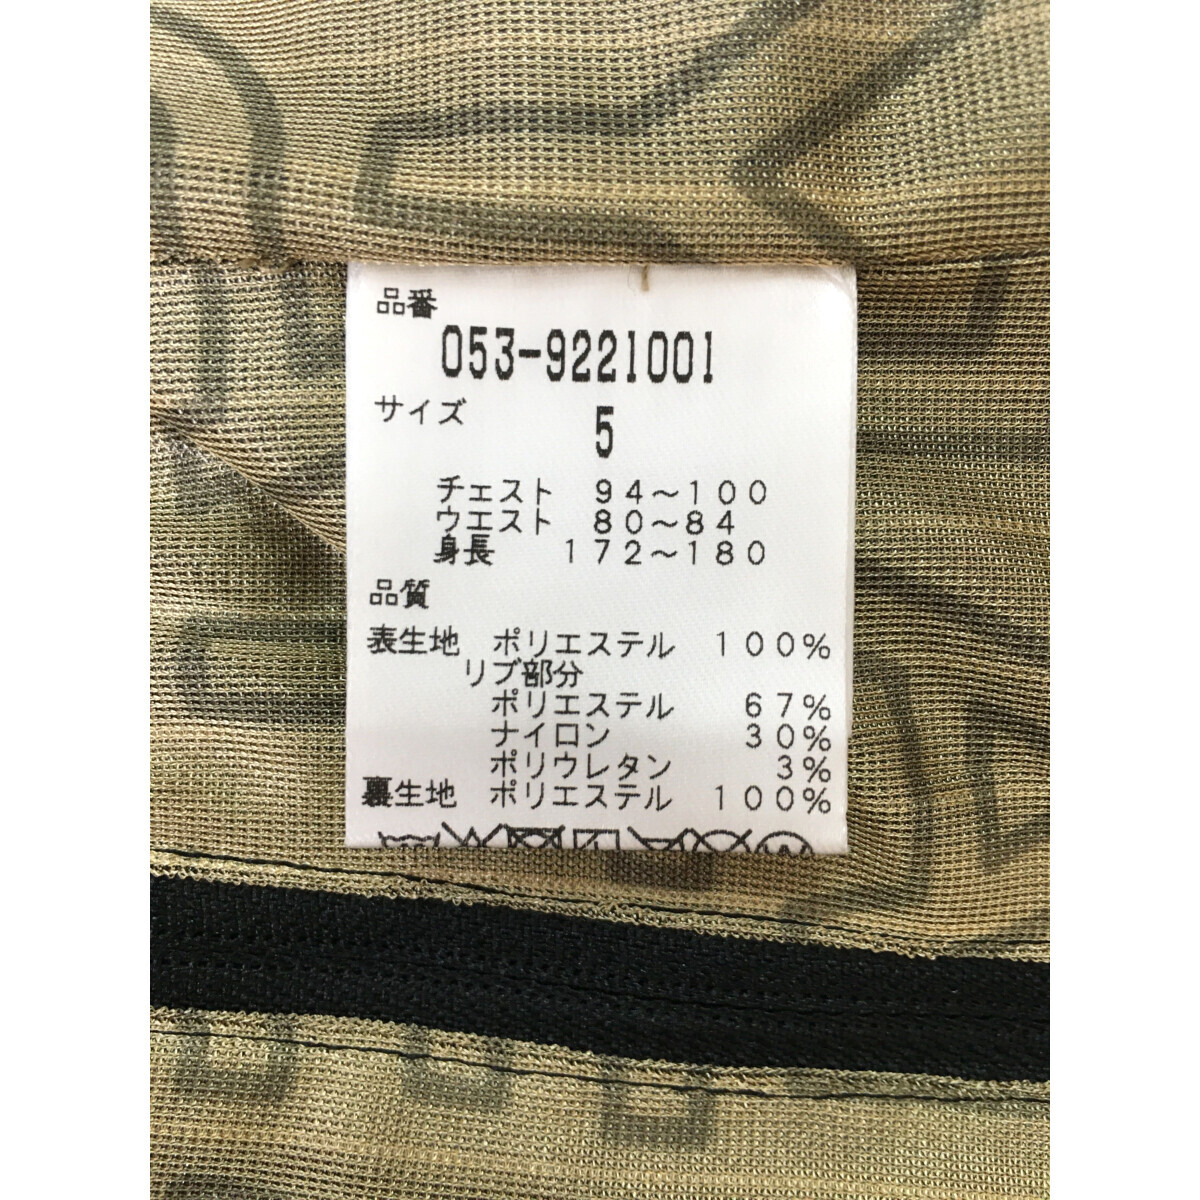 品番
053-9221001
サイズ 5
チェスト 94～100
ウエスト 80～84
身長 172～180
品質
表生地 ポリエステル 100%
リブ部分
ポリエステル 67%
ナイロン 30%
ポリウレタン 3%
裏生地 ポリエステル 100%